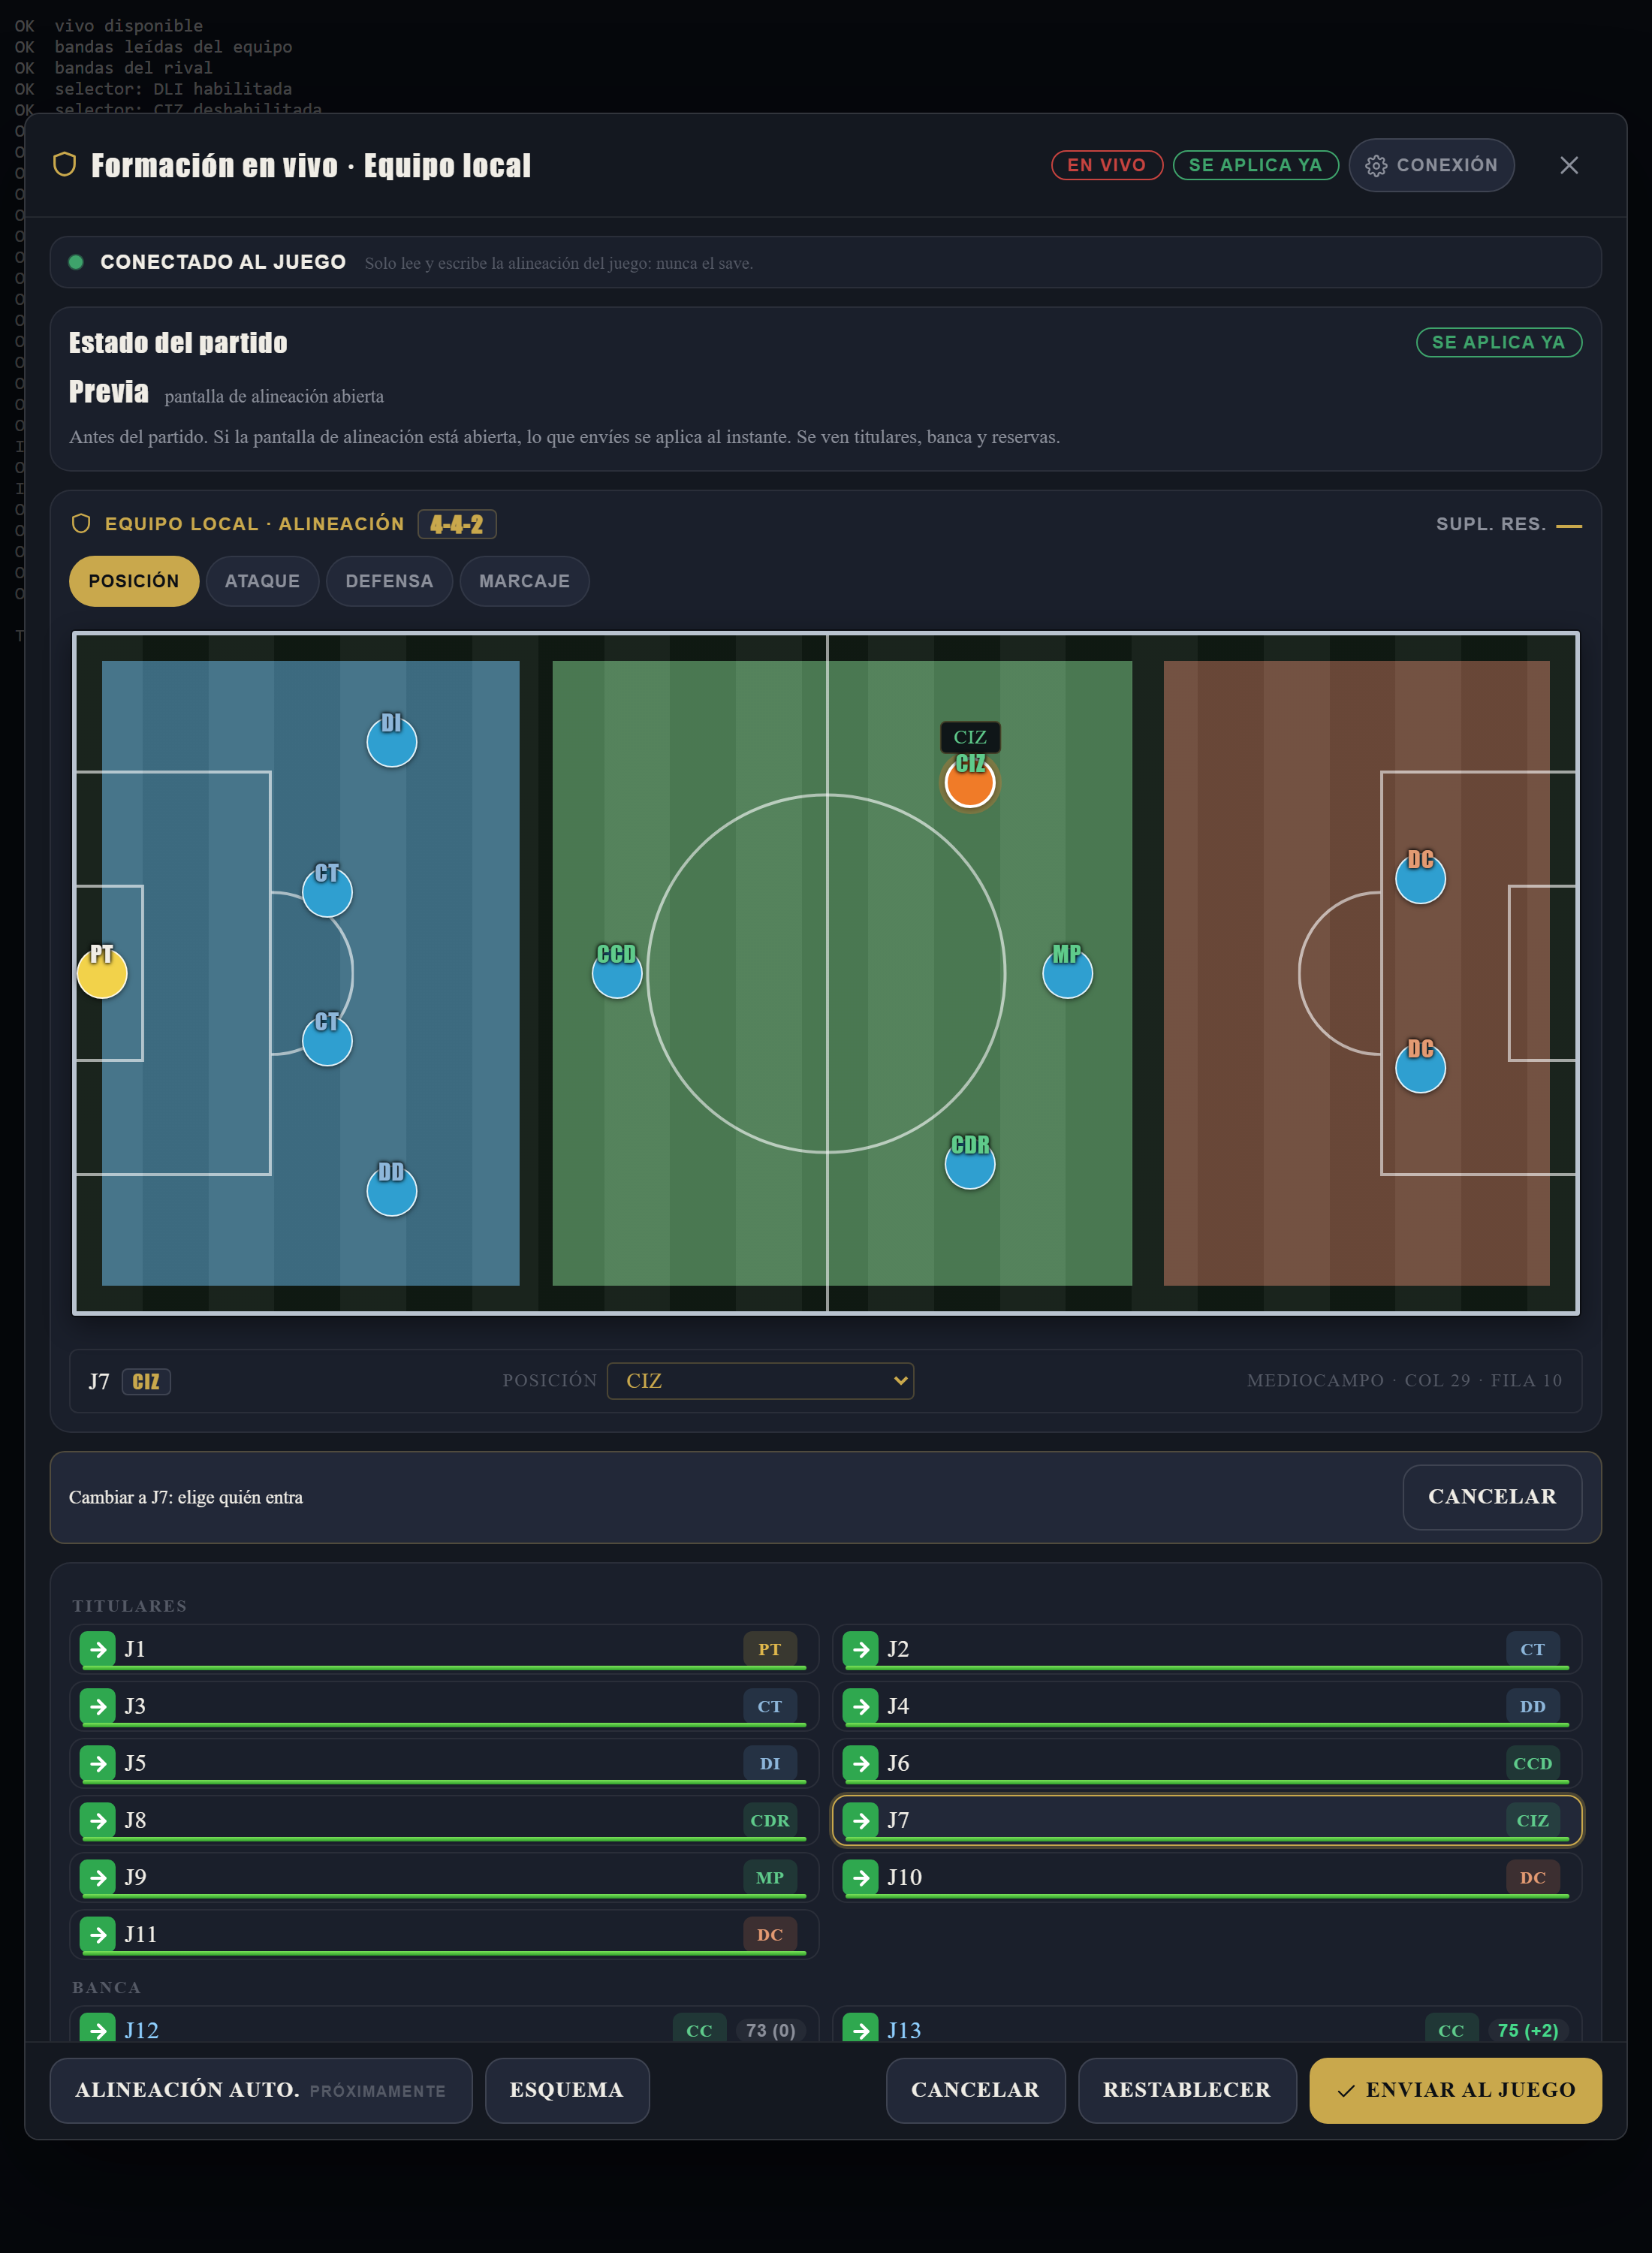 OK vivo disponible
OK bandas leídas del equipo
OK bandas del rival
OK selector: DLI habilitada
OK selector: CIZ deshabilitada
Formación en vivo · Equipo local
EN VIVO
SE APLICA YA
CONEXIÓN
CONECTADO AL JUEGO Solo lee y escribe la alineación del juego: nunca el save.
Estado del partido
SE APLICA YA
Previa pantalla de alineación abierta
Antes del partido. Si la pantalla de alineación está abierta, lo que envíes se aplica al instante. Se ven titulares, banca y reservas.
EQUIPO LOCAL · ALINEACIÓN 4-4-2
SUPL. RES. —
POSICIÓN ATAQUE DEFENSA MARCAJE
DI
CIZ
CIZ
DC
CT
PT
CCD
MP
CT
DC
CDR
DD
J7 CIZ
POSICIÓN CIZ
MEDIOCAMPO · COL 29 · FILA 10
Cambiar a J7: elige quién entra
CANCELAR
TITULARES
J1 PT
J2 CT
J3 CT
J4 DD
J5 DI
J6 CCD
J8 CDR
J7 CIZ
J9 MP
J10 DC
J11 DC
BANCA
J12 CC 73 (0)
J13 CC 75 (+2)
ALINEACIÓN AUTO. PRÓXIMAMENTE
ESQUEMA
CANCELAR
RESTABLECER
ENVIAR AL JUEGO